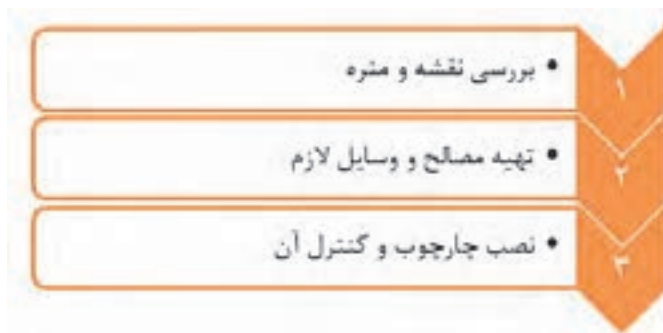 ۱
• بررسی نقشه و متره
۲
• تهیه مصالح و وسایل لازم
۳
• نصب چارچوب و کنترل آن